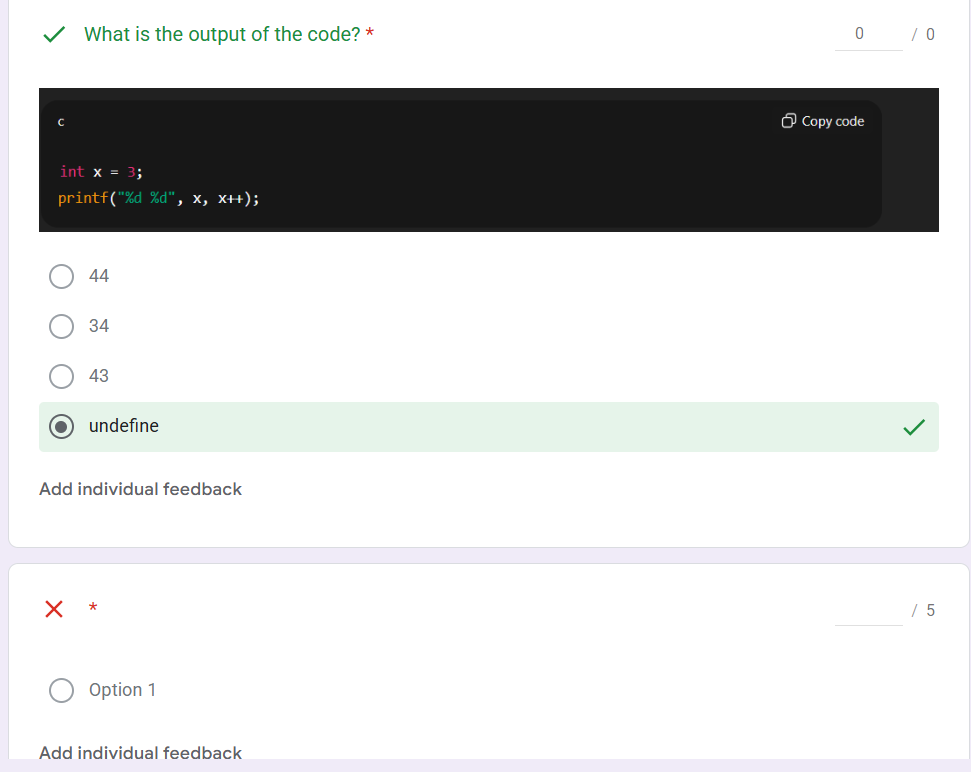 What is the output of the code? *
0 / 0
c
Copy code
int x = 3;
printf("%d %d", x, x++);
44
34
43
undefine
Add individual feedback
*
/ 5
Option 1
Add individual feedback